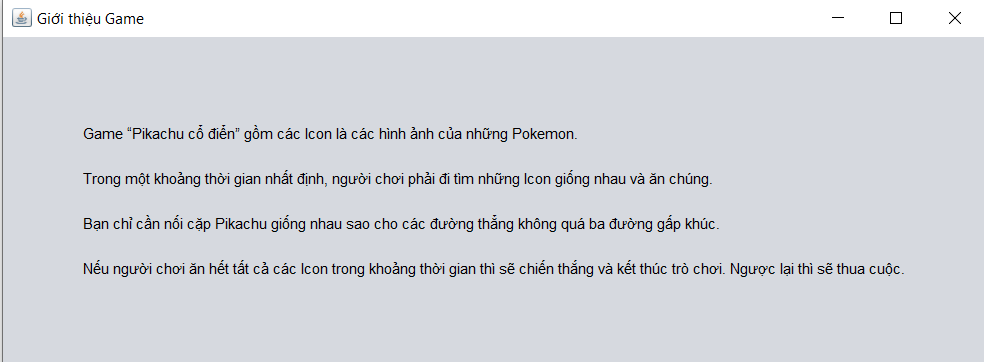 Giới thiệu Game
Game “Pikachu cổ điển” gồm các Icon là các hình ảnh của những Pokemon.
Trong một khoảng thời gian nhất định, người chơi phải đi tìm những Icon giống nhau và ăn chúng.
Bạn chỉ cần nối cặp Pikachu giống nhau sao cho các đường thẳng không quá ba đường gấp khúc.
Nếu người chơi ăn hết tất cả các Icon trong khoảng thời gian thì sẽ chiến thắng và kết thúc trò chơi. Ngược lại thì sẽ thua cuộc.